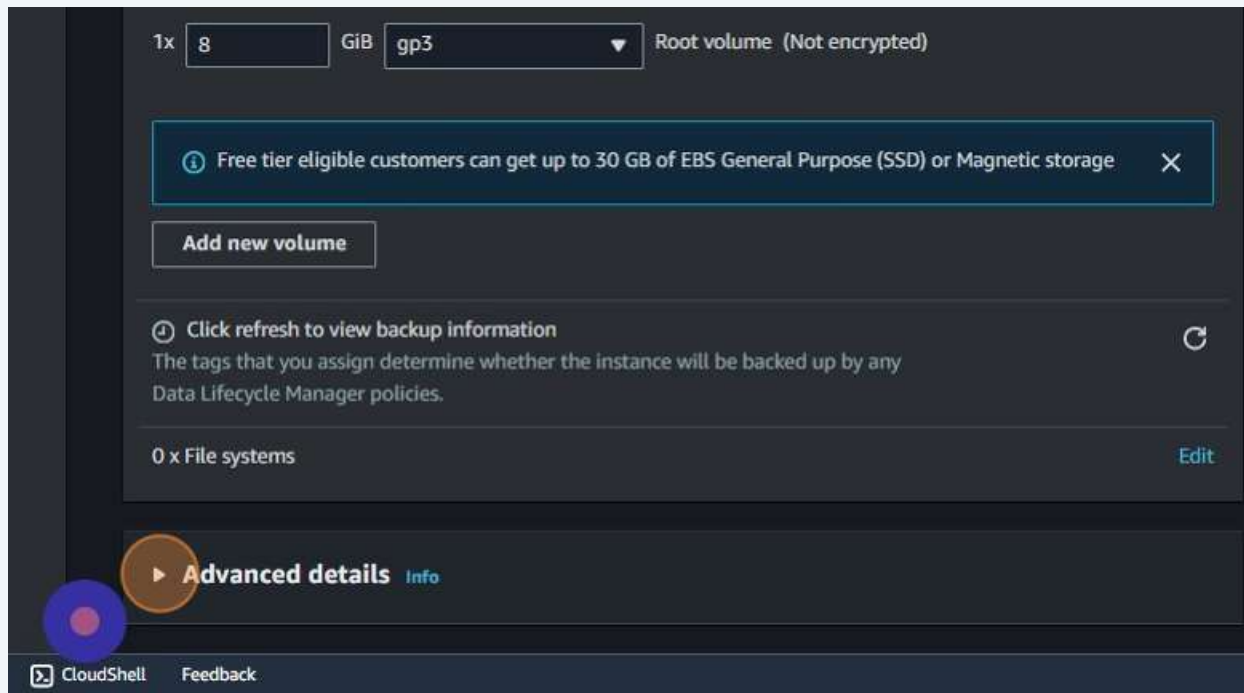 1x 8 GiB gp3 Root volume (Not encrypted)
Free tier eligible customers can get up to 30 GB of EBS General Purpose (SSD) or Magnetic storage
Add new volume
Click refresh to view backup information
The tags that you assign determine whether the instance will be backed up by any
Data Lifecycle Manager policies.
0 x File systems Edit
Advanced details Info
CloudShell Feedback